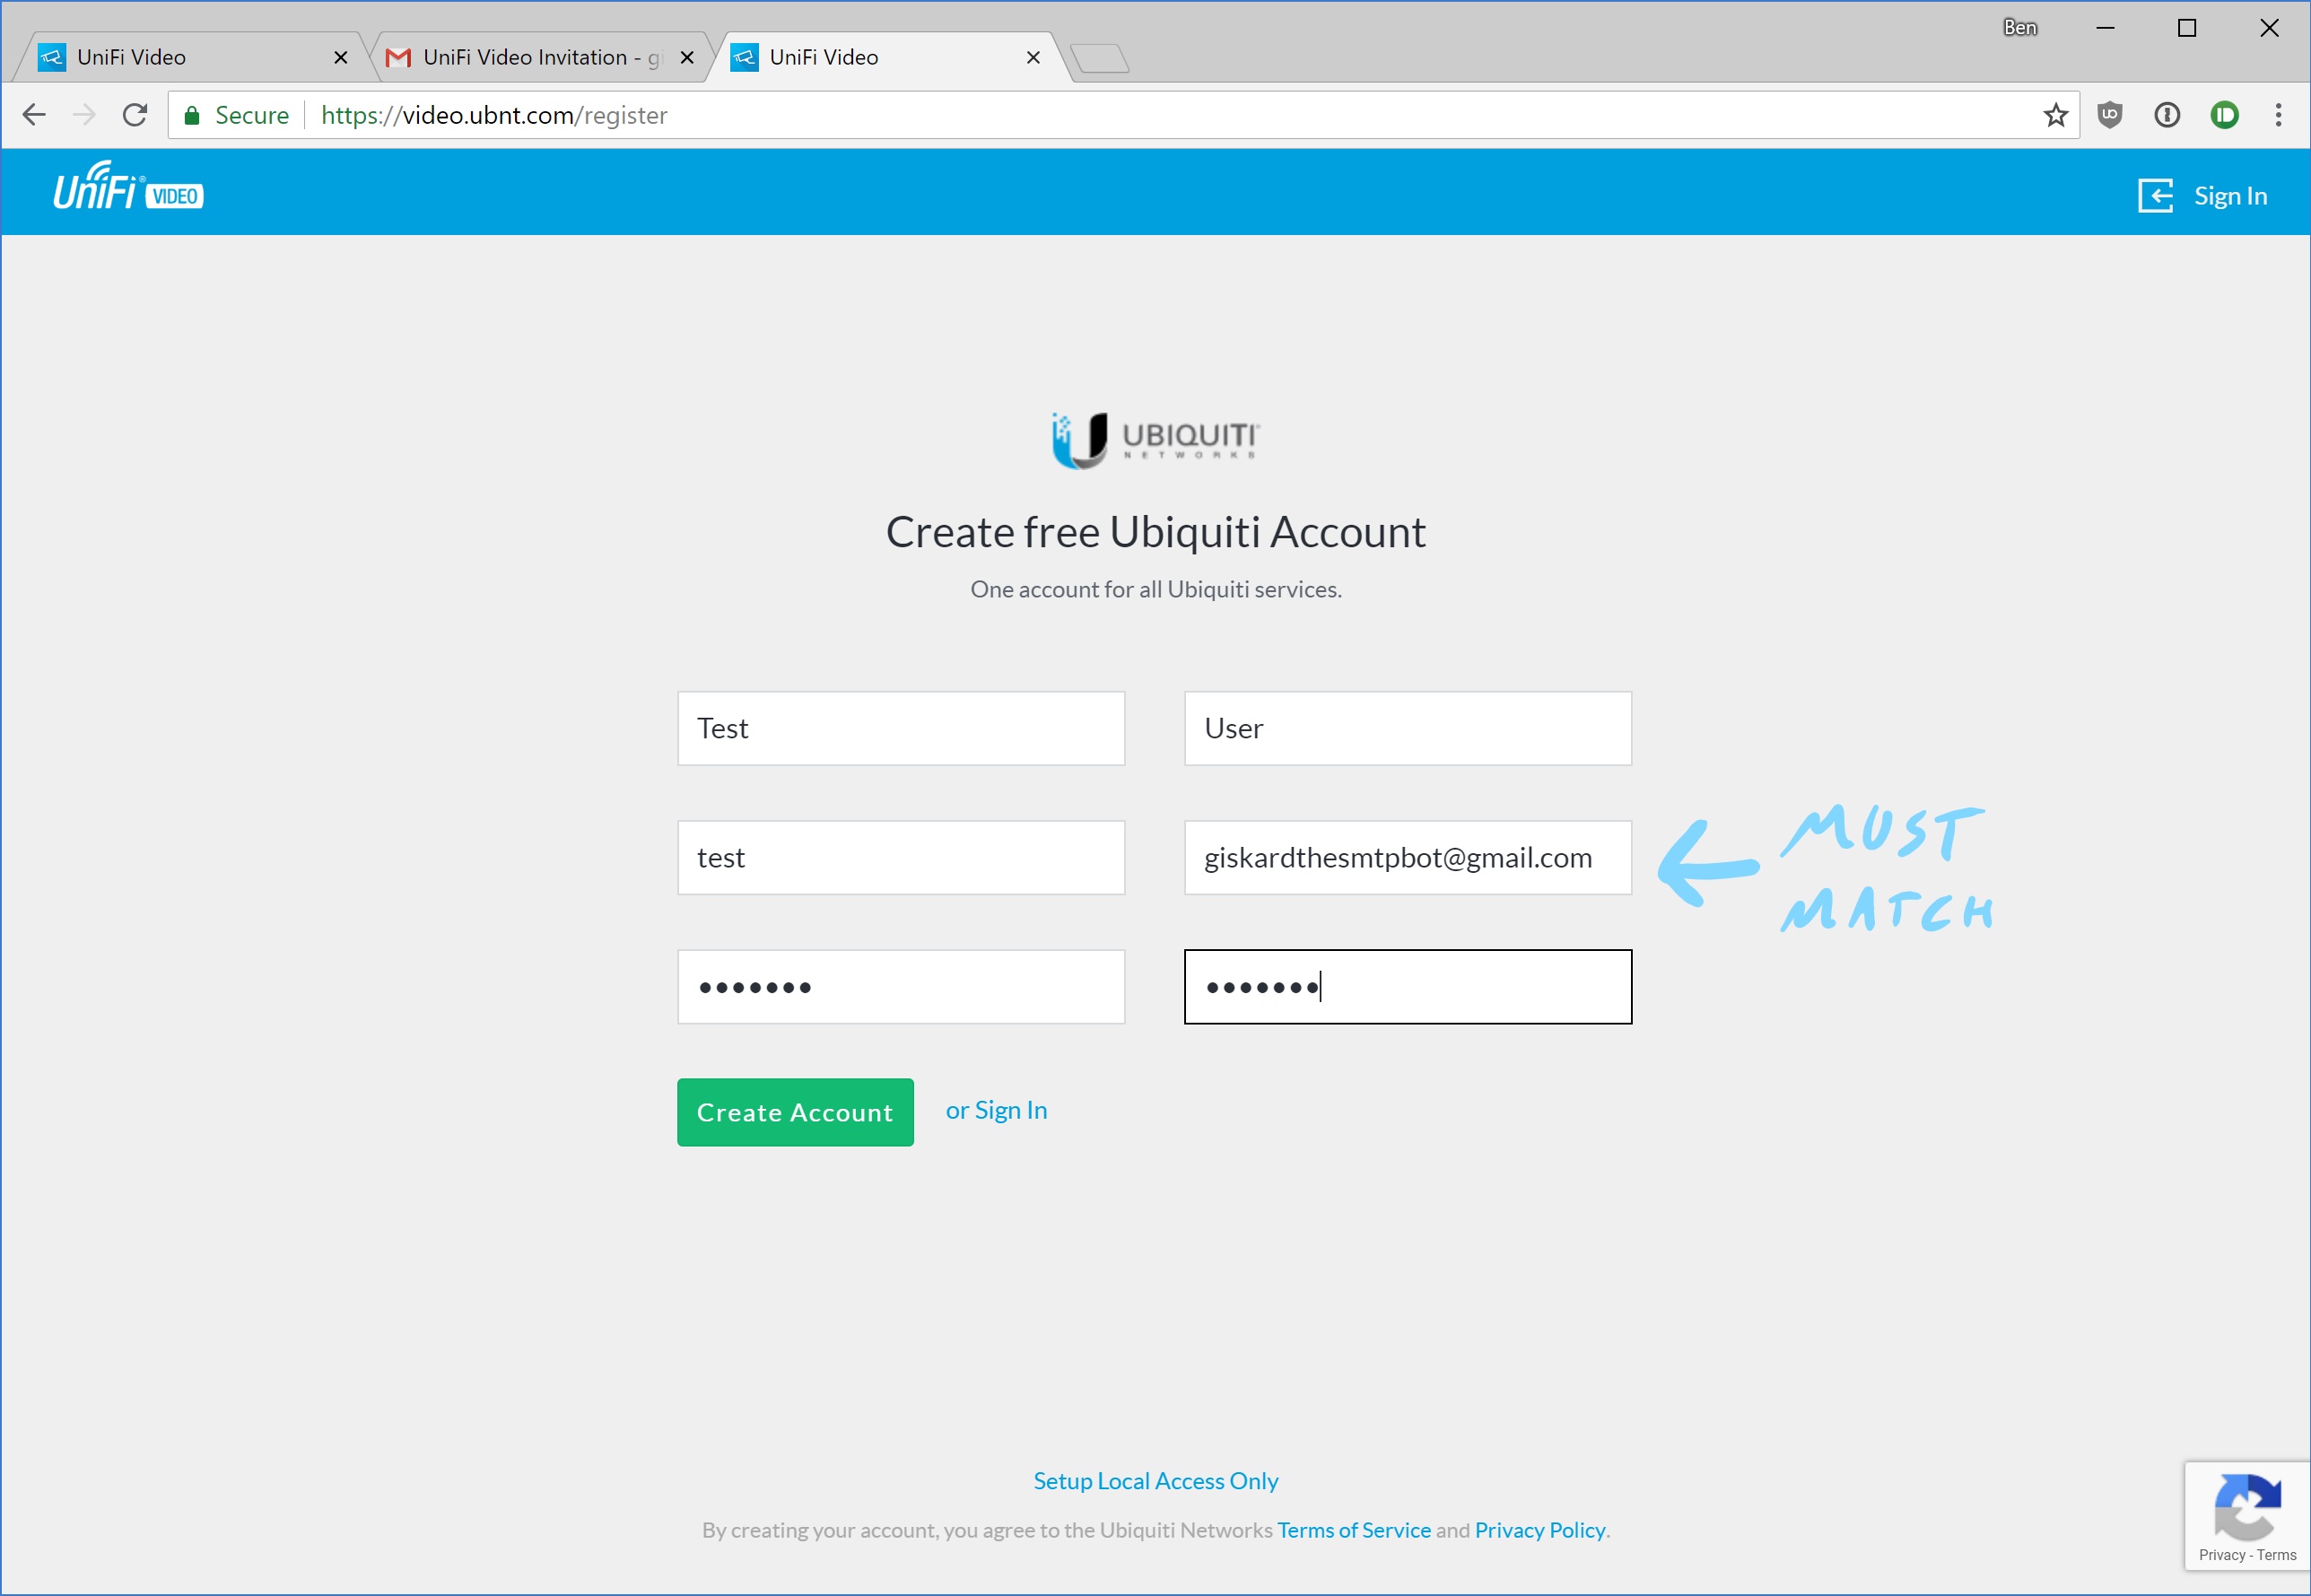 Ben
UniFi Video
UniFi Video Invitation - gi
UniFi Video
Secure
https://video.ubnt.com/register
UniFi® VIDEO
Sign In
UBIQUITI
NETWORKS
Create free Ubiquiti Account
One account for all Ubiquiti services.
Test
User
test
giskardthesmtpbot@gmail.com
MUST
MATCH
•••••••
•••••••
Create Account
or Sign In
Setup Local Access Only
By creating your account, you agree to the Ubiquiti Networks Terms of Service and Privacy Policy.
Privacy - Terms